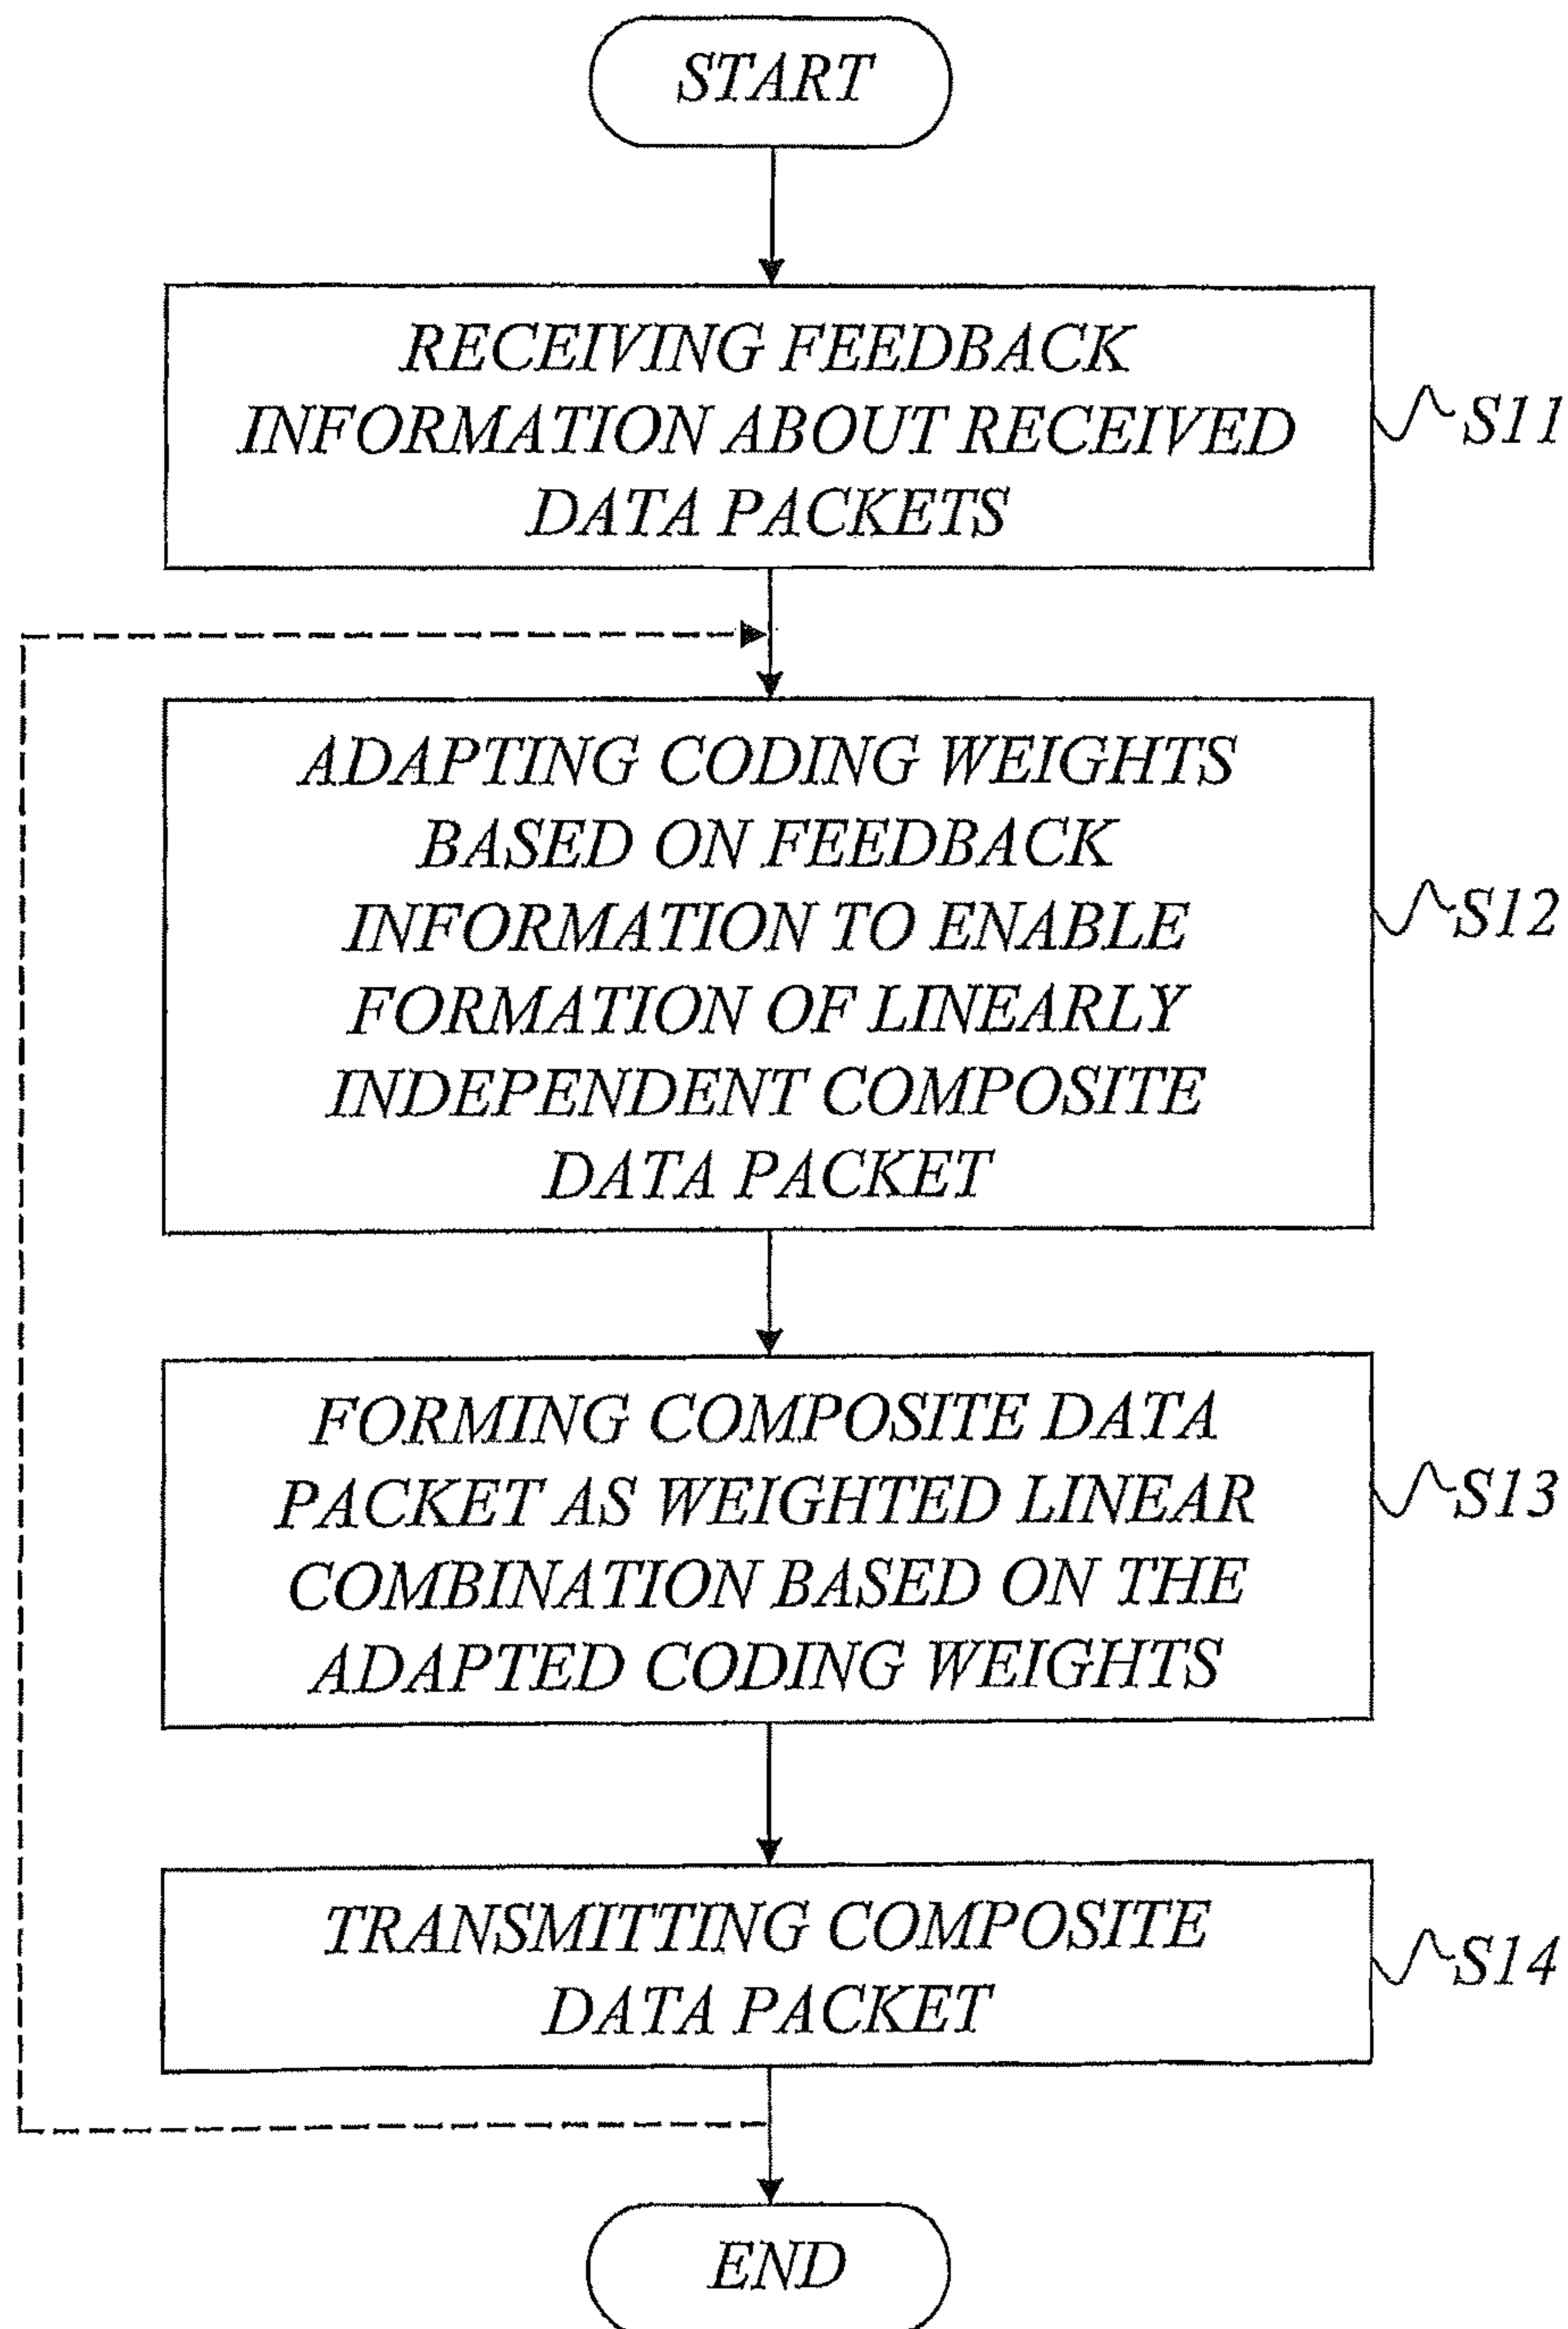 START
RECEIVING FEEDBACK
INFORMATION ABOUT RECEIVED
DATA PACKETS
S11
ADAPTING CODING WEIGHTS
BASED ON FEEDBACK
INFORMATION TO ENABLE
FORMATION OF LINEARLY
INDEPENDENT COMPOSITE
DATA PACKET
S12
FORMING COMPOSITE DATA
PACKET AS WEIGHTED LINEAR
COMBINATION BASED ON THE
ADAPTED CODING WEIGHTS
S13
TRANSMITTING COMPOSITE
DATA PACKET
S14
END